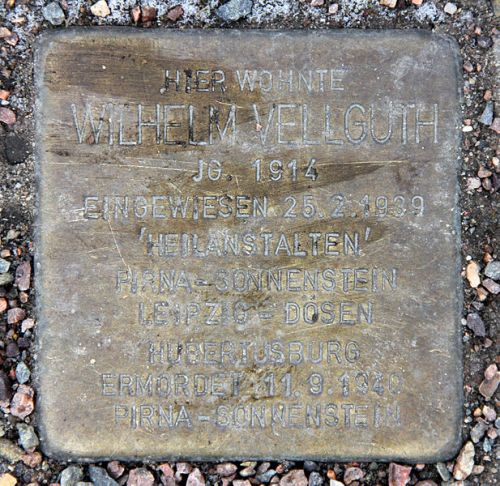 HIER WOHNTE
WILHELM VELLGUTH
JG. 1914
EINGEWIESEN 25.2.1939
'HEILANSTALTEN'
PIRNA-SONNENSTEIN
LEIPZIG - DÖSEN
HUBERTUSBURG
ERMORDET 11.9.1940
PIRNA-SONNENSTEIN